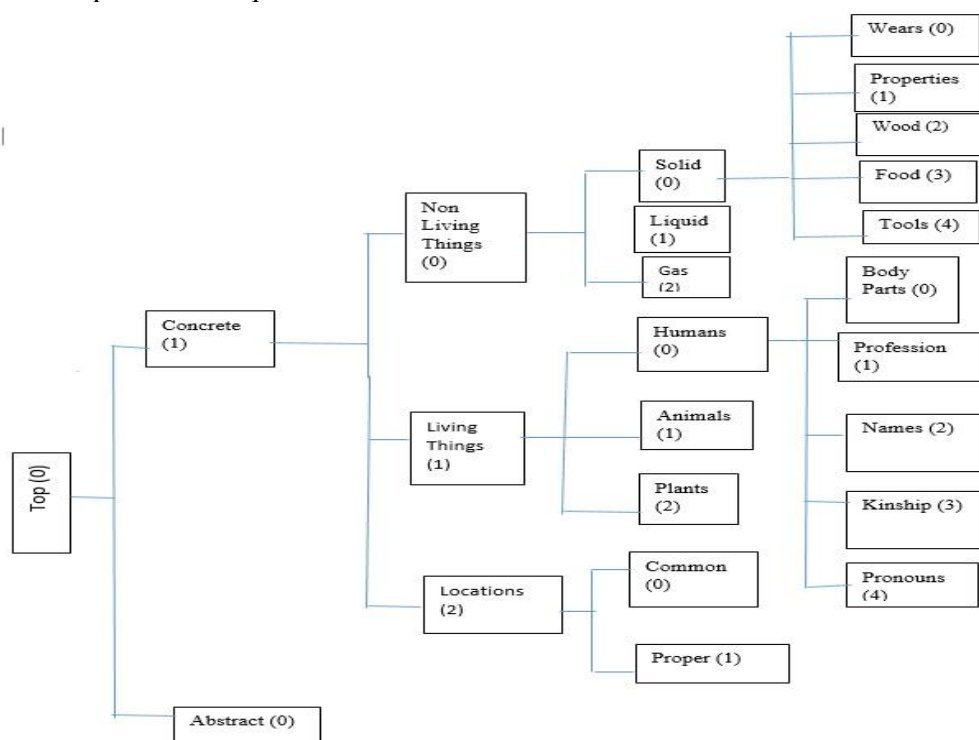 Top (0)
Concrete
(1)
Abstract (0)
Non
Living
Things
(0)
Living
Things
(1)
Locations
(2)
Solid
(0)
Liquid
(1)
Gas
(2)
Humans
(0)
Animals
(1)
Plants
(2)
Common
(0)
Proper (1)
Wears (0)
Properties
(1)
Wood (2)
Food (3)
Tools (4)
Body
Parts (0)
Profession
(1)
Names (2)
Kinship (3)
Pronouns
(4)